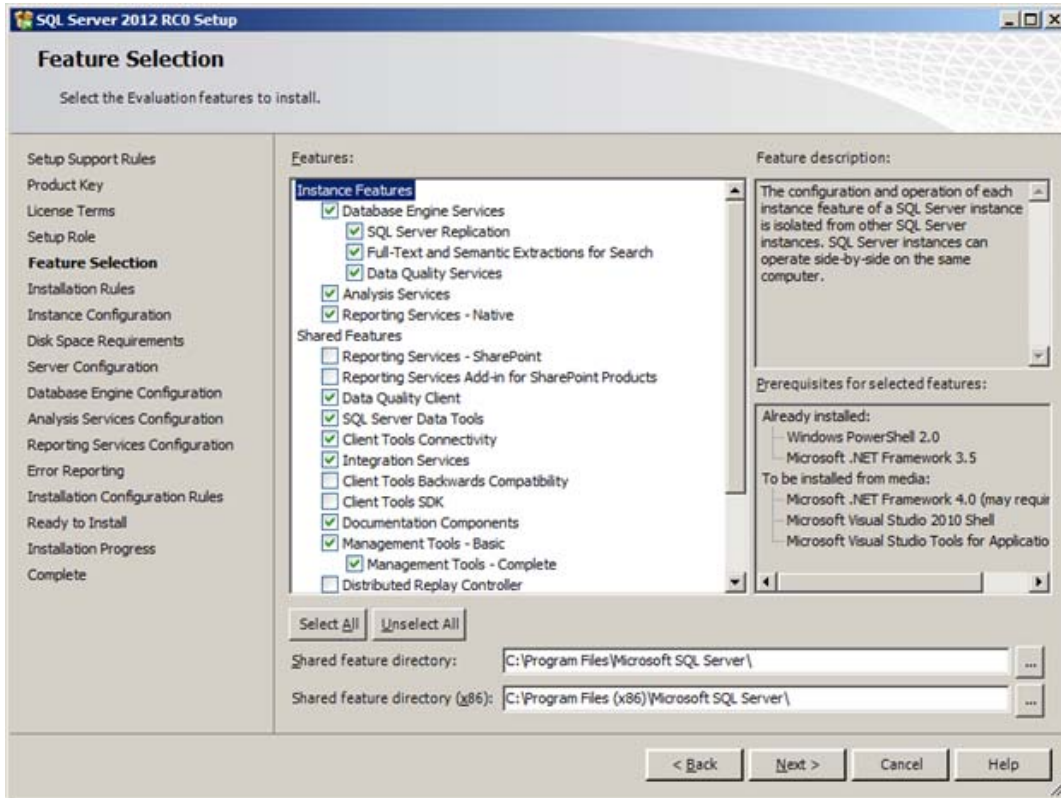 SQL Server 2012 RC0 Setup
Feature Selection
Select the Evaluation features to install.
Setup Support Rules
Product Key
License Terms
Setup Role
Feature Selection
Installation Rules
Instance Configuration
Disk Space Requirements
Server Configuration
Database Engine Configuration
Analysis Services Configuration
Reporting Services Configuration
Error Reporting
Installation Configuration Rules
Ready to Install
Installation Progress
Complete
Features:
Instance Features
Database Engine Services
SQL Server Replication
Full-Text and Semantic Extractions for Search
Data Quality Services
Analysis Services
Reporting Services - Native
Shared Features
Reporting Services - SharePoint
Reporting Services Add-in for SharePoint Products
Data Quality Client
SQL Server Data Tools
Client Tools Connectivity
Integration Services
Client Tools Backwards Compatibility
Client Tools SDK
Documentation Components
Management Tools - Basic
Management Tools - Complete
Distributed Replay Controller
Feature description:
The configuration and operation of each
instance feature of a SQL Server instance
is isolated from other SQL Server
instances. SQL Server instances can
operate side-by-side on the same
computer.
Prerequisites for selected features:
Already installed:
Windows PowerShell 2.0
Microsoft .NET Framework 3.5
To be installed from media:
Microsoft .NET Framework 4.0 (may requir
Microsoft Visual Studio 2010 Shell
Microsoft Visual Studio Tools for Applicatio
Select All Unselect All
Shared feature directory: C:\Program Files\Microsoft SQL Server\ ...
Shared feature directory (x86): C:\Program Files (x86)\Microsoft SQL Server\ ...
< Back Next > Cancel Help